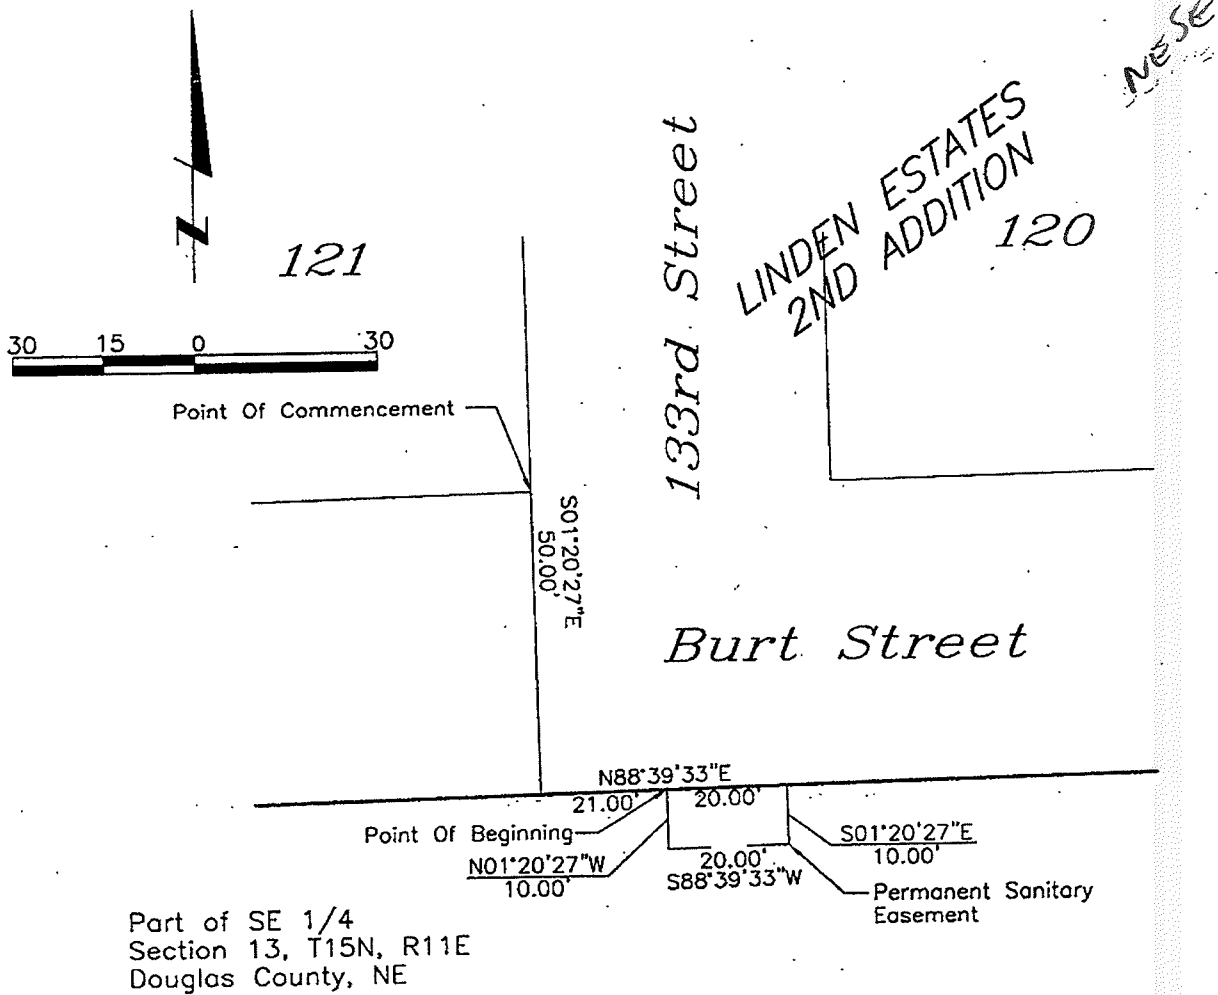 NE SE
LINDEN ESTATES
2ND ADDITION
133rd Street
120
N
121
30 15 0 30
Point Of Commencement
S01°20'27"E
50.00'
Burt Street
N88°39'33"E
21.00' 20.00'
Point Of Beginning
N01°20'27"W
10.00'
S01°20'27"E
10.00'
20.00'
S88°39'33"W
Permanent Sanitary
Easement
Part of SE 1/4
Section 13, T15N, R11E
Douglas County, NE